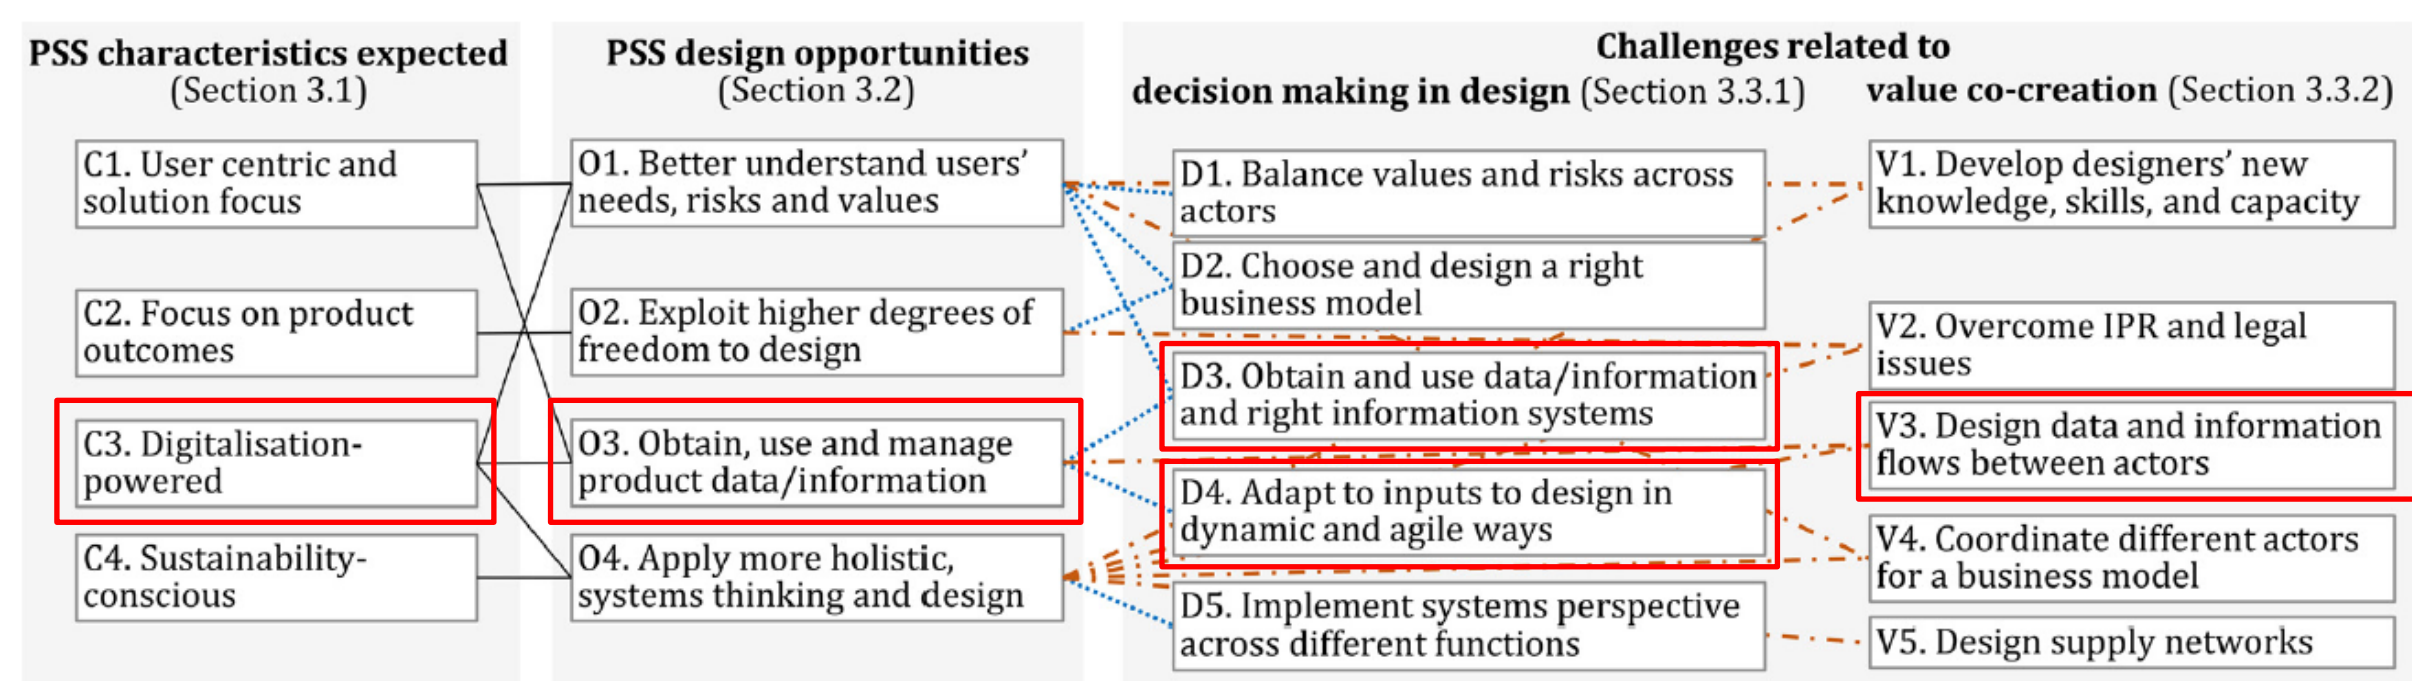 PSS characteristics expected
(Section 3.1)
C1. User centric and
solution focus
C2. Focus on product
outcomes
C3. Digitalisation-
powered
C4. Sustainability-
conscious
PSS design opportunities
(Section 3.2)
O1. Better understand users’
needs, risks and values
O2. Exploit higher degrees of
freedom to design
O3. Obtain, use and manage
product data/information
O4. Apply more holistic,
systems thinking and design
Challenges related to
decision making in design (Section 3.3.1)
D1. Balance values and risks across
actors
D2. Choose and design a right
business model
D3. Obtain and use data/information
and right information systems
D4. Adapt to inputs to design in
dynamic and agile ways
D5. Implement systems perspective
across different functions
value co-creation (Section 3.3.2)
V1. Develop designers’ new
knowledge, skills, and capacity
V2. Overcome IPR and legal
issues
V3. Design data and information
flows between actors
V4. Coordinate different actors
for a business model
V5. Design supply networks